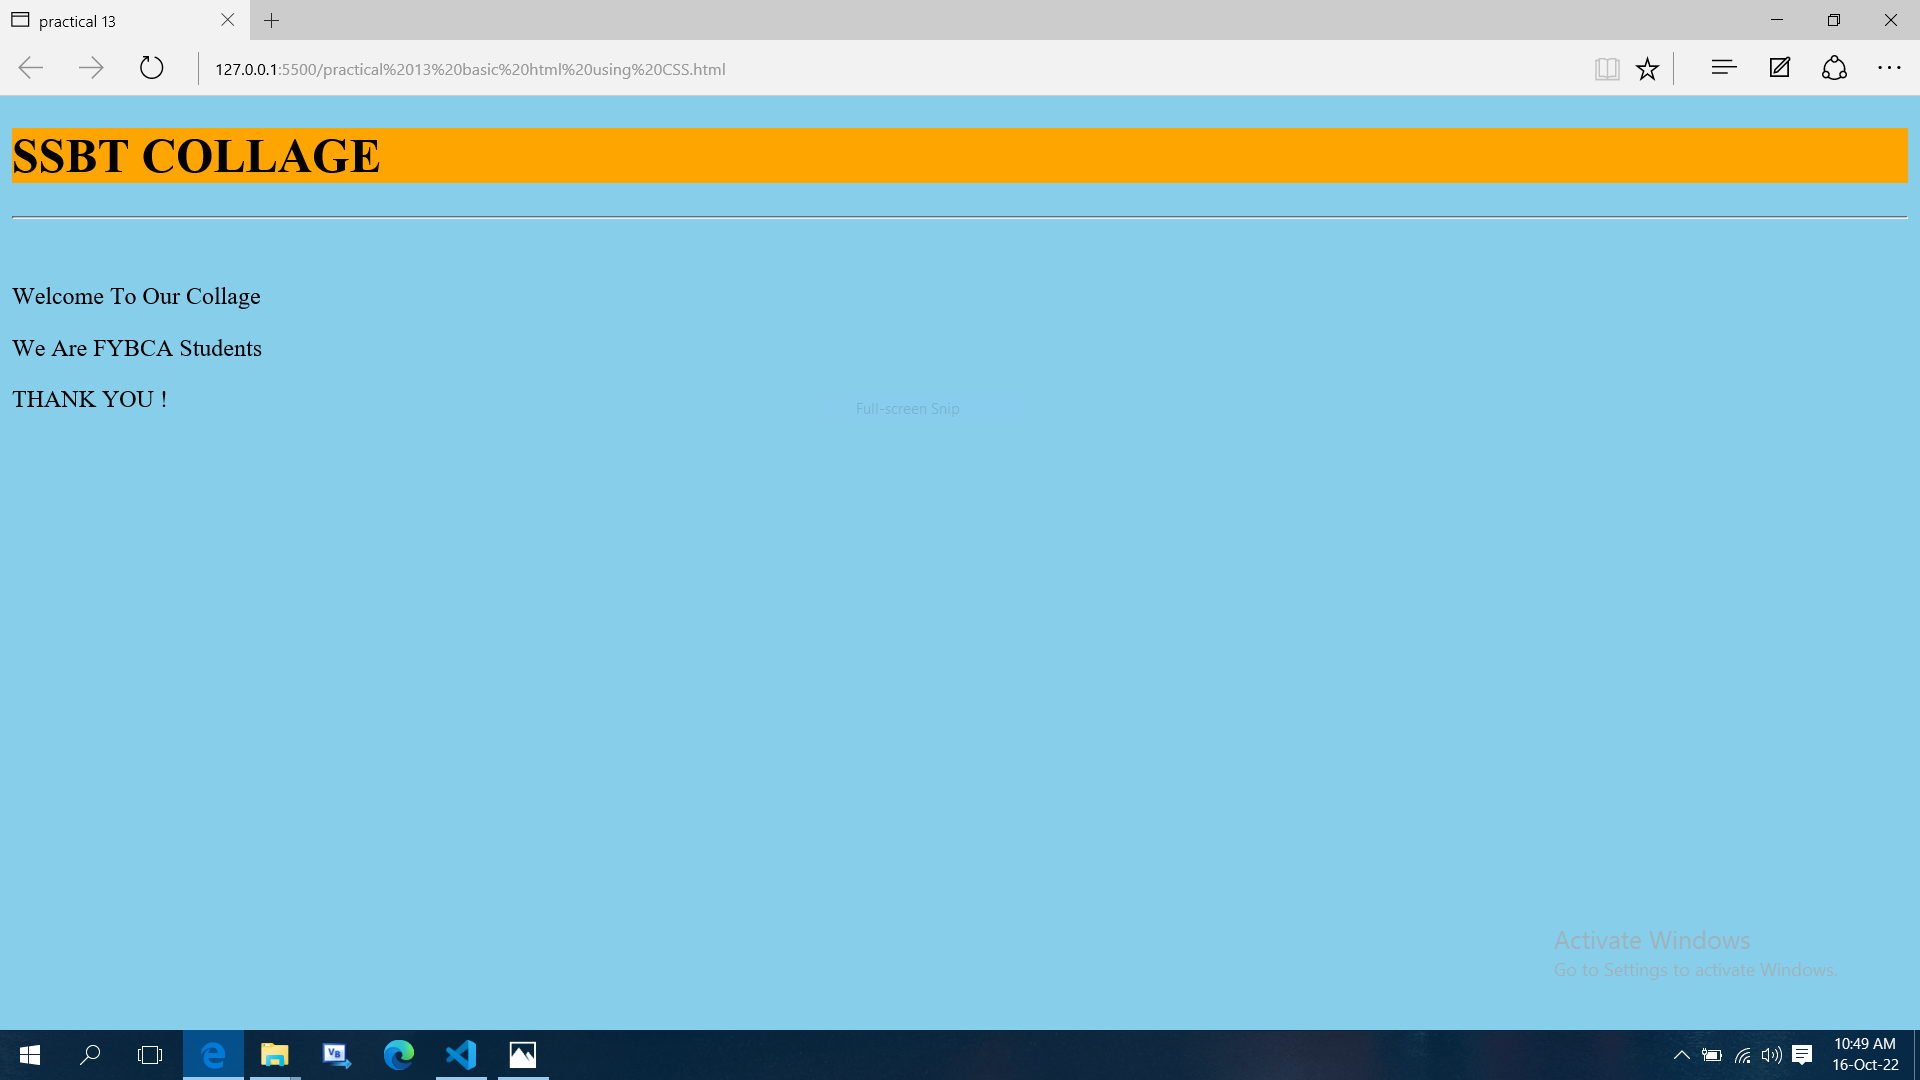 practical 13
127.0.0.1:5500/practical%2013%20basic%20html%20using%20CSS.html
SSBT COLLAGE
Welcome To Our Collage
We Are FYBCA Students
THANK YOU !
Full-screen Snip
Activate Windows
Go to Settings to activate Windows.
VB
10:49 AM
16-Oct-22